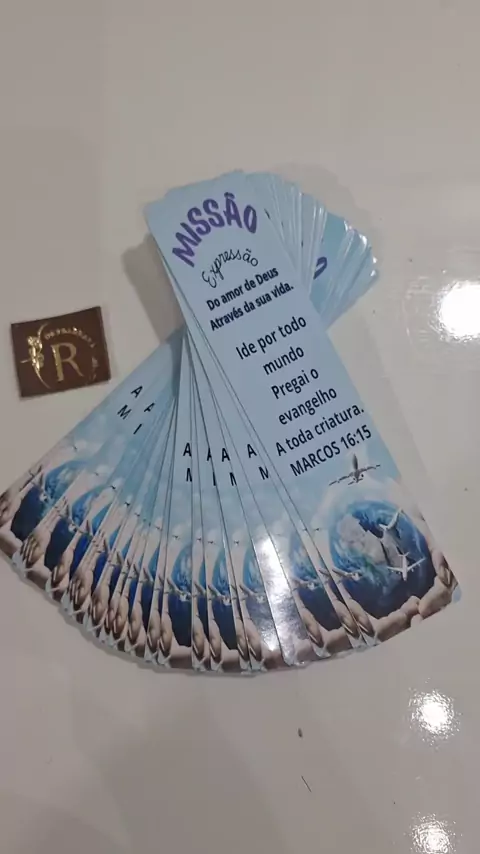 MISSÃO
Expressão
Do amor de Deus
Através da sua vida.
Ide por todo
mundo
Pregai o
evangelho
A toda criatura.
MARCOS 16:15
R